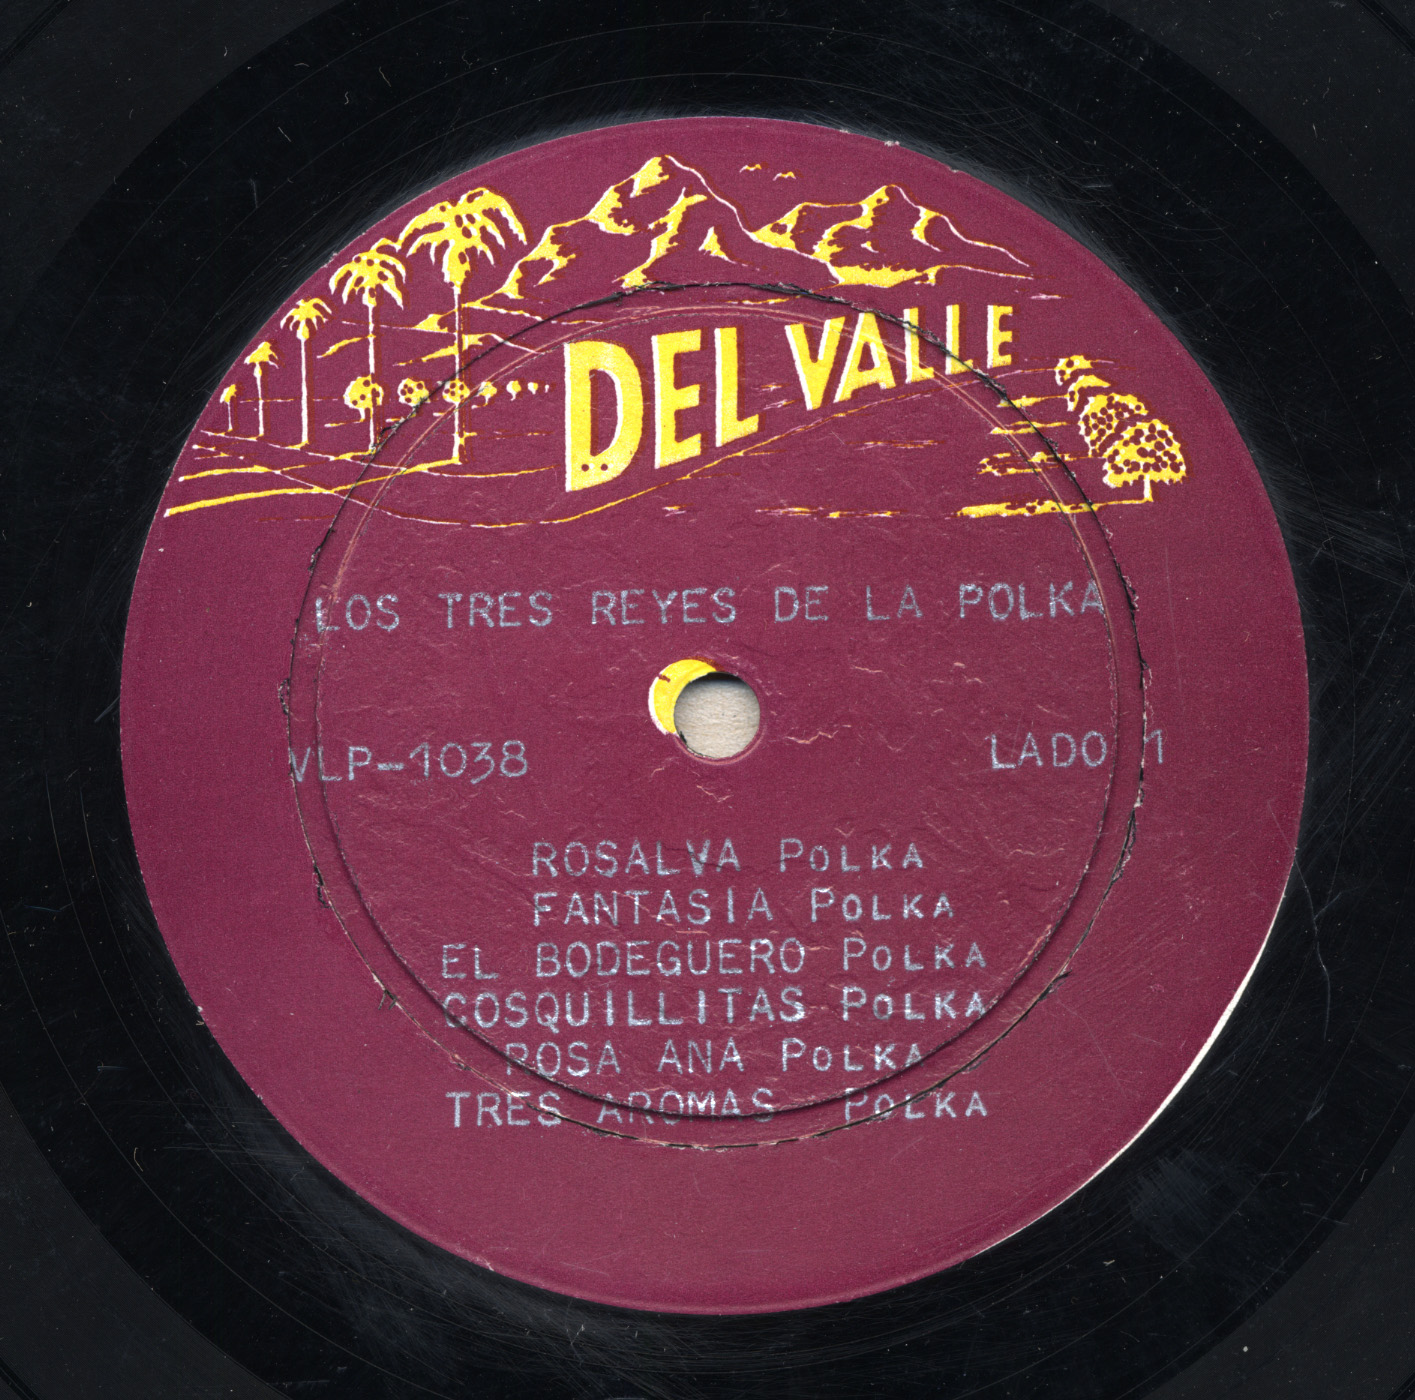 DEL VALLE
LOS TRES REYES DE LA POLKA
VLP-1038 LADO 1
ROSALVA POLKA
FANTASIA POLKA
EL BODEGUERO POLKA
COSQUILLITAS POLKA
ROSA ANA POLKA
TRES AROMAS POLKA